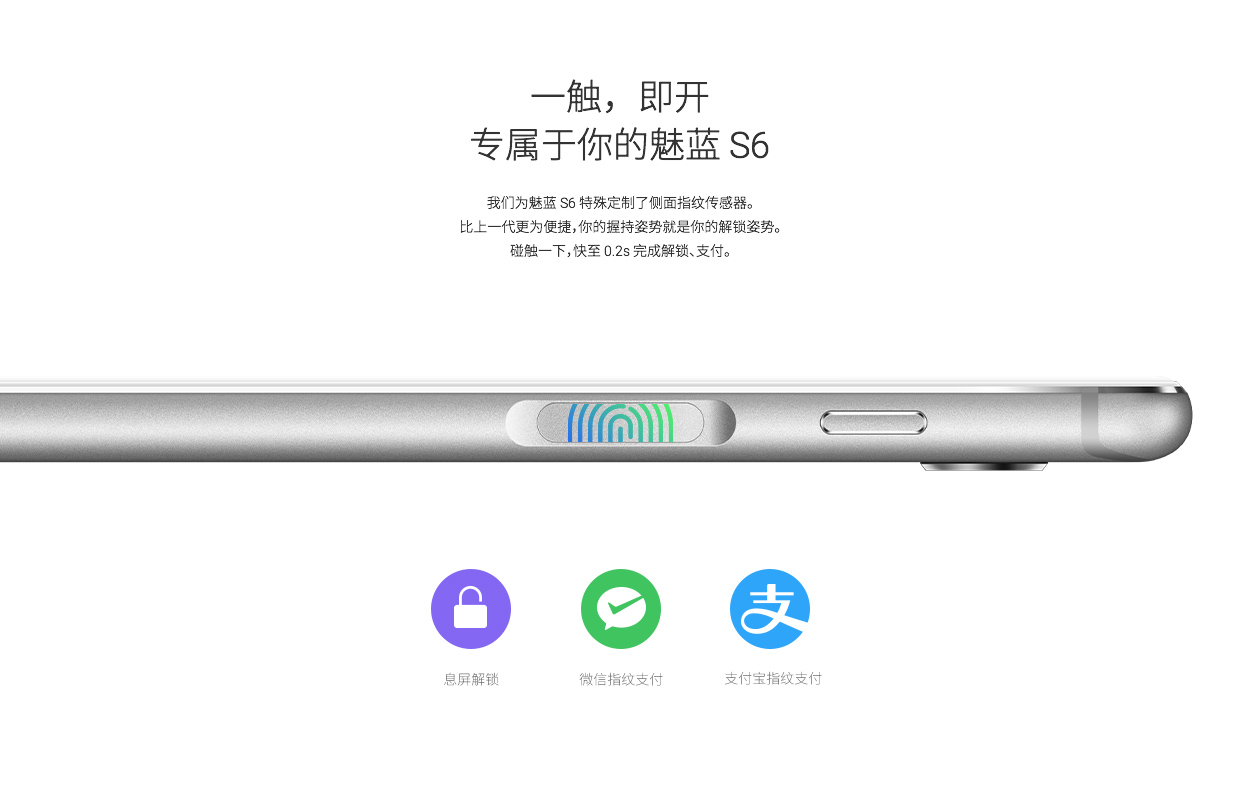 一触，即开
专属于你的魅蓝 S6
我们为魅蓝 S6 特殊定制了侧面指纹传感器。
比上一代更为便捷，你的握持姿势就是你的解锁姿势。
碰触一下，快至 0.2s 完成解锁、支付。
支
息屏解锁
微信指纹支付
支付宝指纹支付